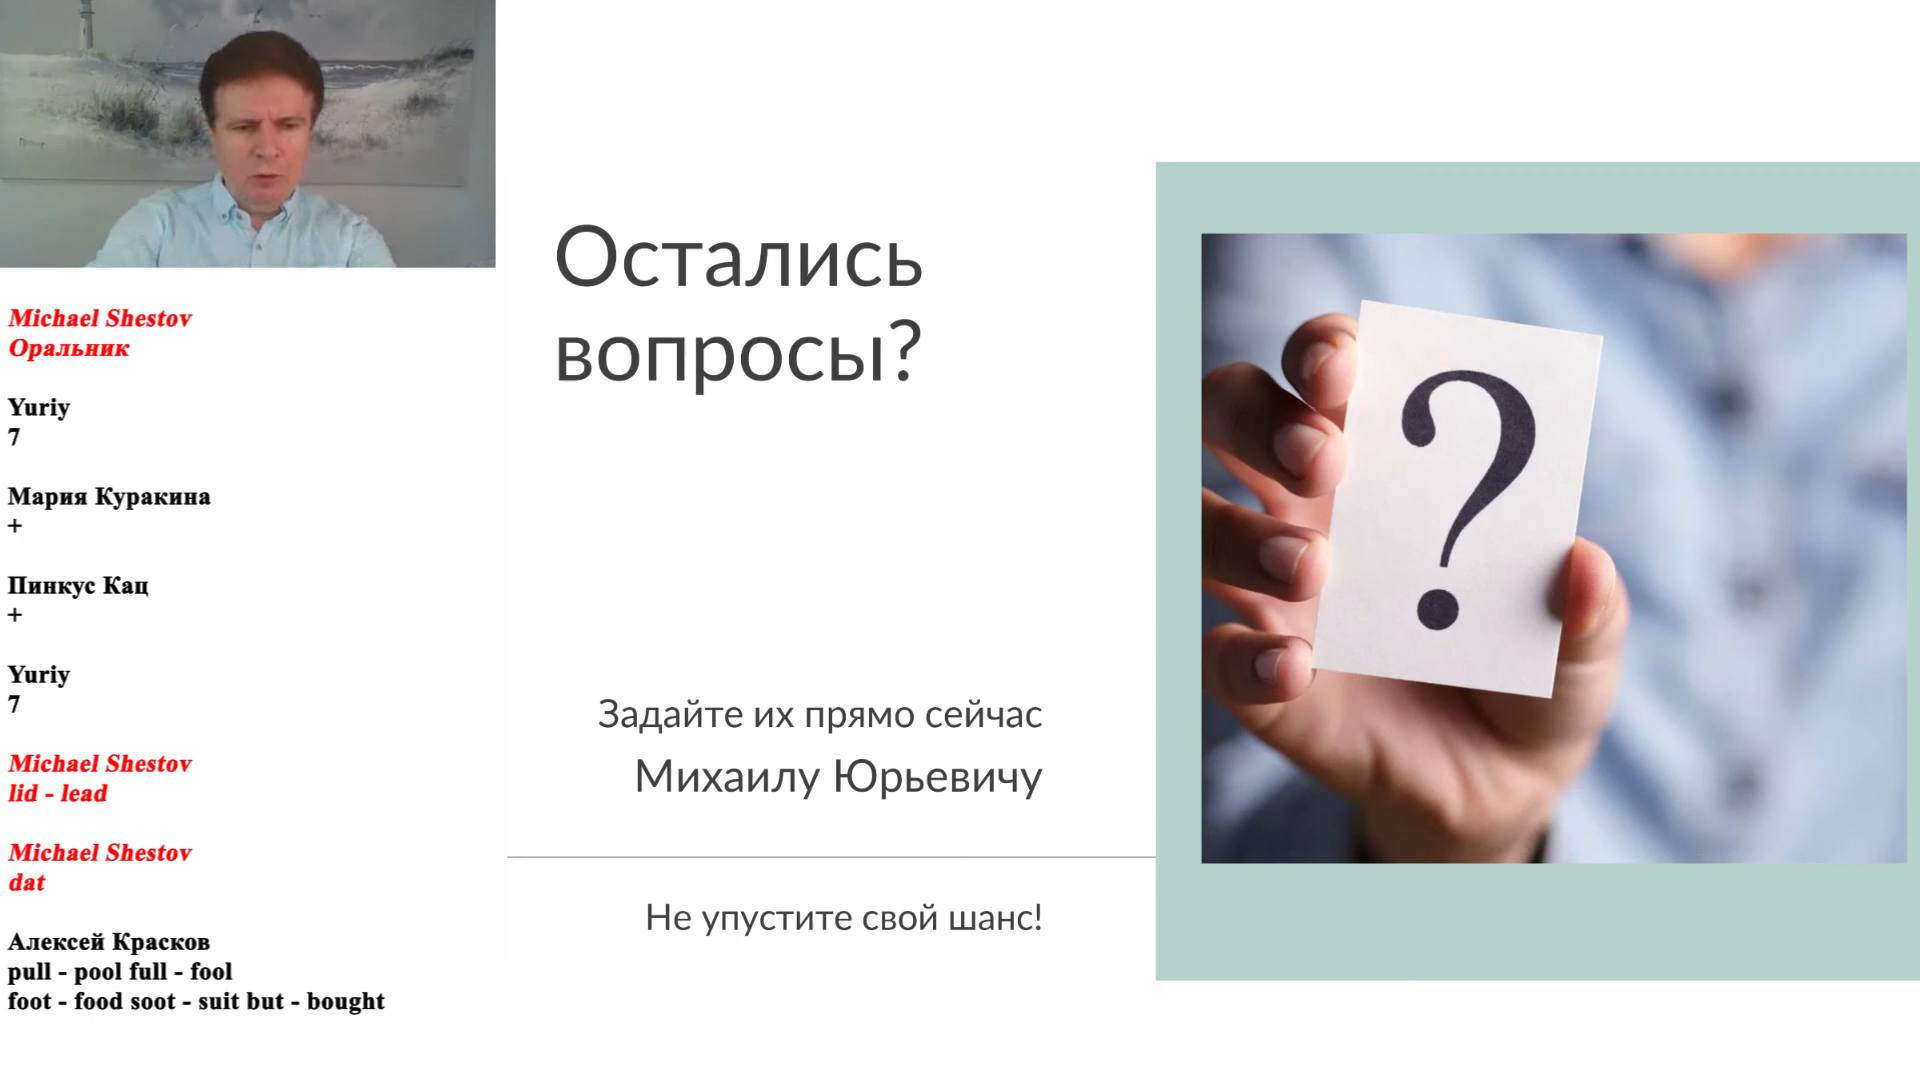 Michael Shestov
Оральник
Yuriy
7
Мария Куракина
+
Пинкус Кац
+
Yuriy
7
Michael Shestov
lid - lead
Michael Shestov
dat
Алексей Красков
pull - pool full - fool
foot - food soot - suit but - bought
Остались
вопросы?
Задайте их прямо сейчас
Михаилу Юрьевичу
Не упустите свой шанс!
?